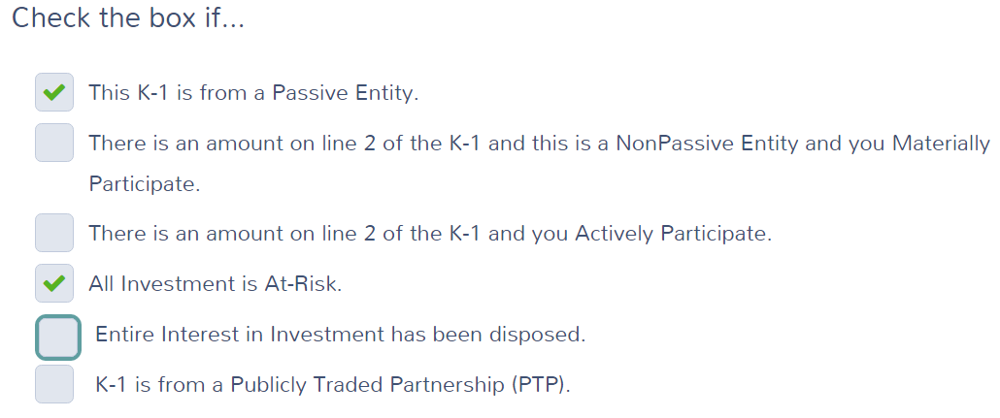 Check the box if...
This K-1 is from a Passive Entity.
There is an amount on line 2 of the K-1 and this is a NonPassive Entity and you Materially
Participate.
There is an amount on line 2 of the K-1 and you Actively Participate.
All Investment is At-Risk.
Entire Interest in Investment has been disposed.
K-1 is from a Publicly Traded Partnership (PTP).